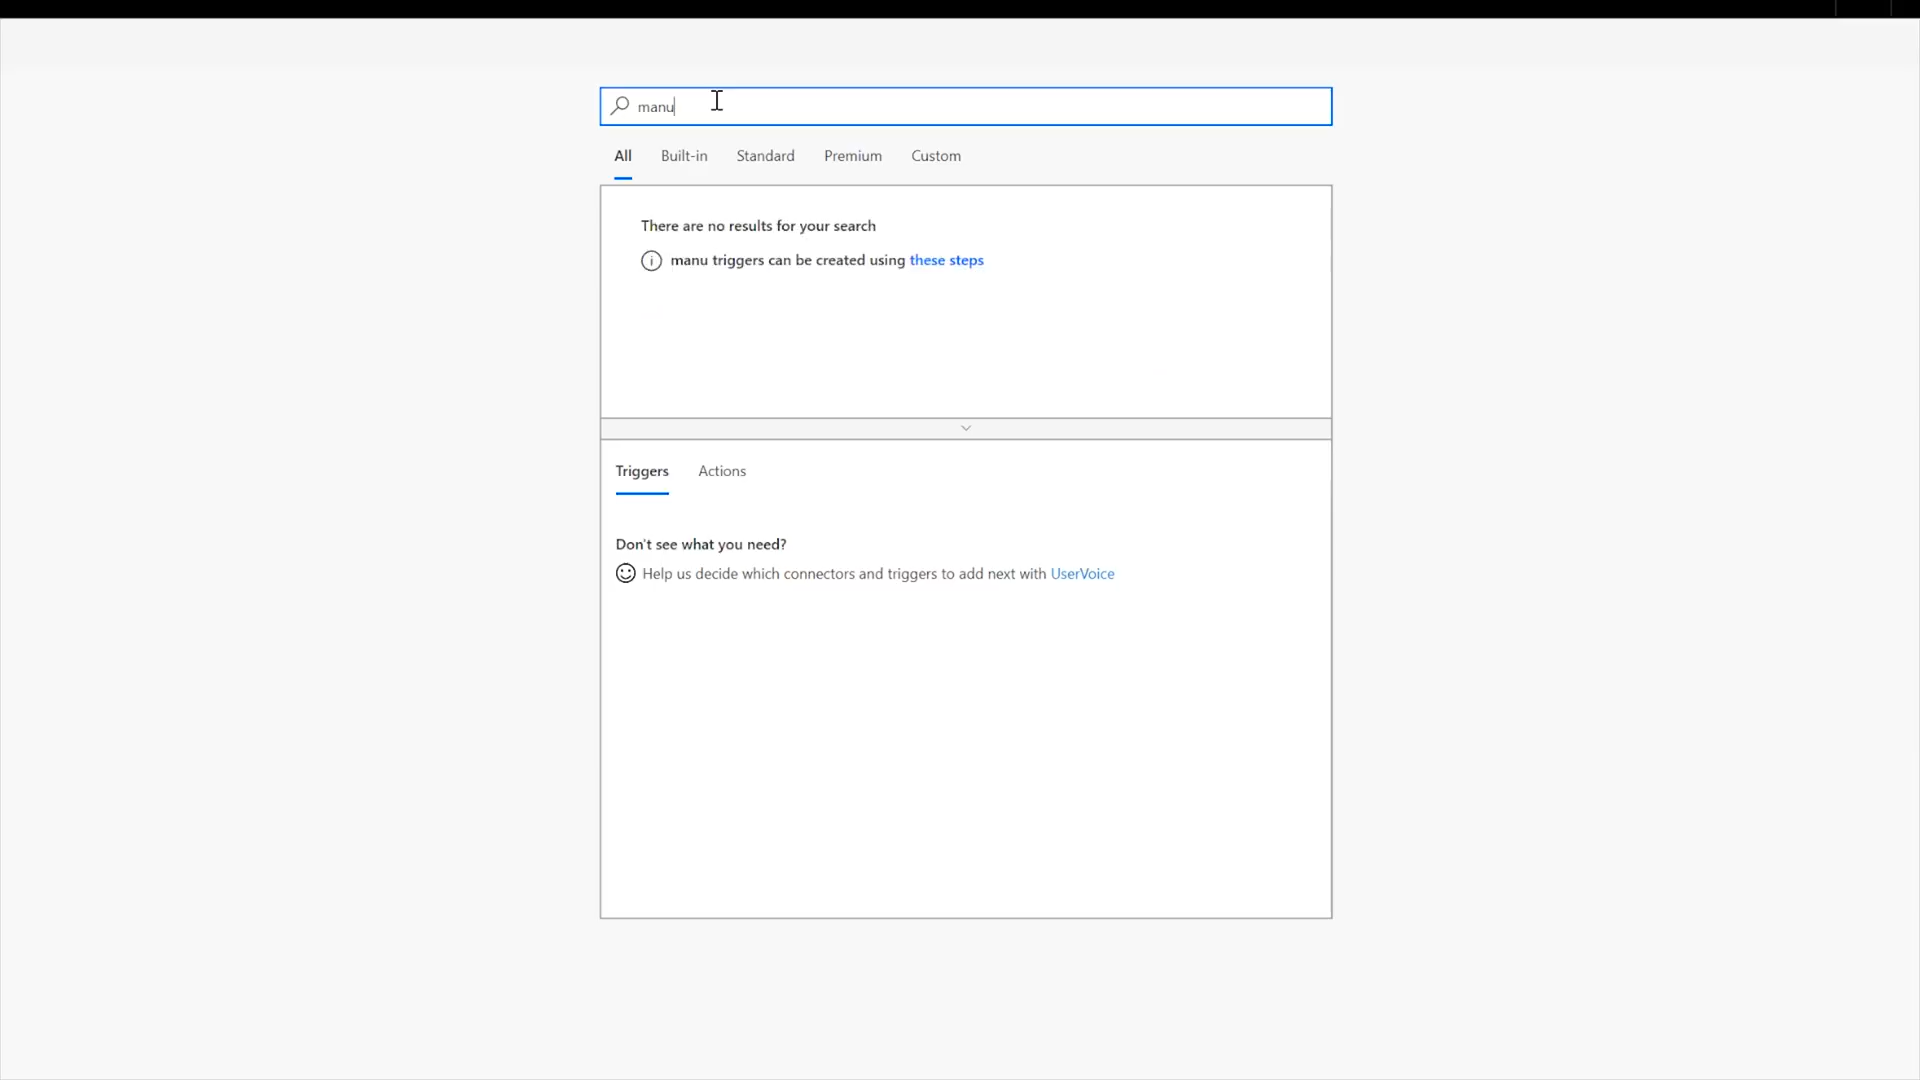 manu
All Built-in Standard Premium Custom
There are no results for your search
manu triggers can be created using these steps
Triggers Actions
Don't see what you need?
Help us decide which connectors and triggers to add next with UserVoice